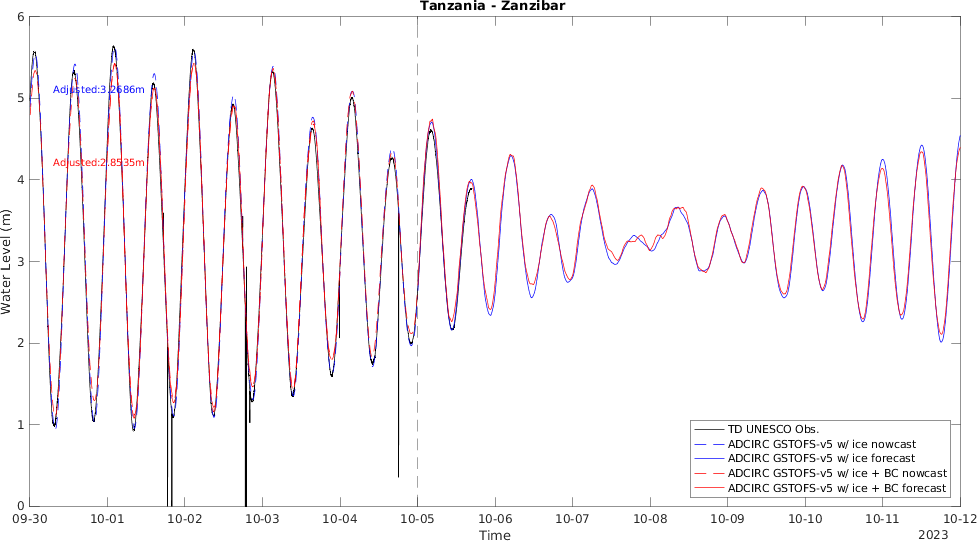 Tanzania - Zanzibar
6
5
4
3
2
1
0
Water Level (m)
Adjusted:3.2686m
Adjusted:2.8535m
TD UNESCO Obs.
ADCIRC GSTOFS-v5 w/ ice nowcast
ADCIRC GSTOFS-v5 w/ ice forecast
ADCIRC GSTOFS-v5 w/ ice + BC nowcast
ADCIRC GSTOFS-v5 w/ ice + BC forecast
09-30 10-01 10-02 10-03 10-04 10-05 10-06 10-07 10-08 10-09 10-10 10-11 10-12
Time
2023